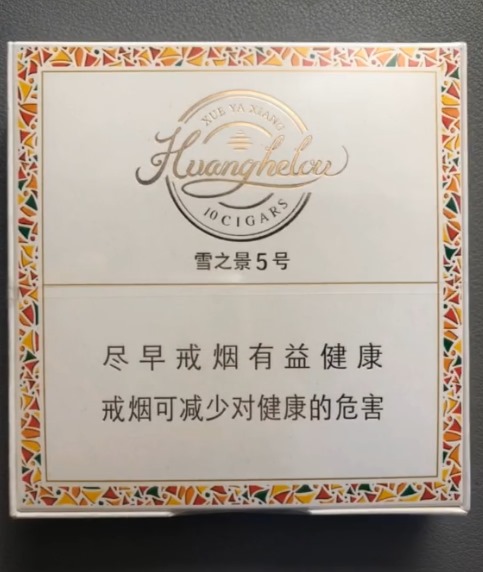 XUE YA XIANG
Huanghelou
10 CIGARS
雪之景5号
尽早戒烟有益健康
戒烟可减少对健康的危害